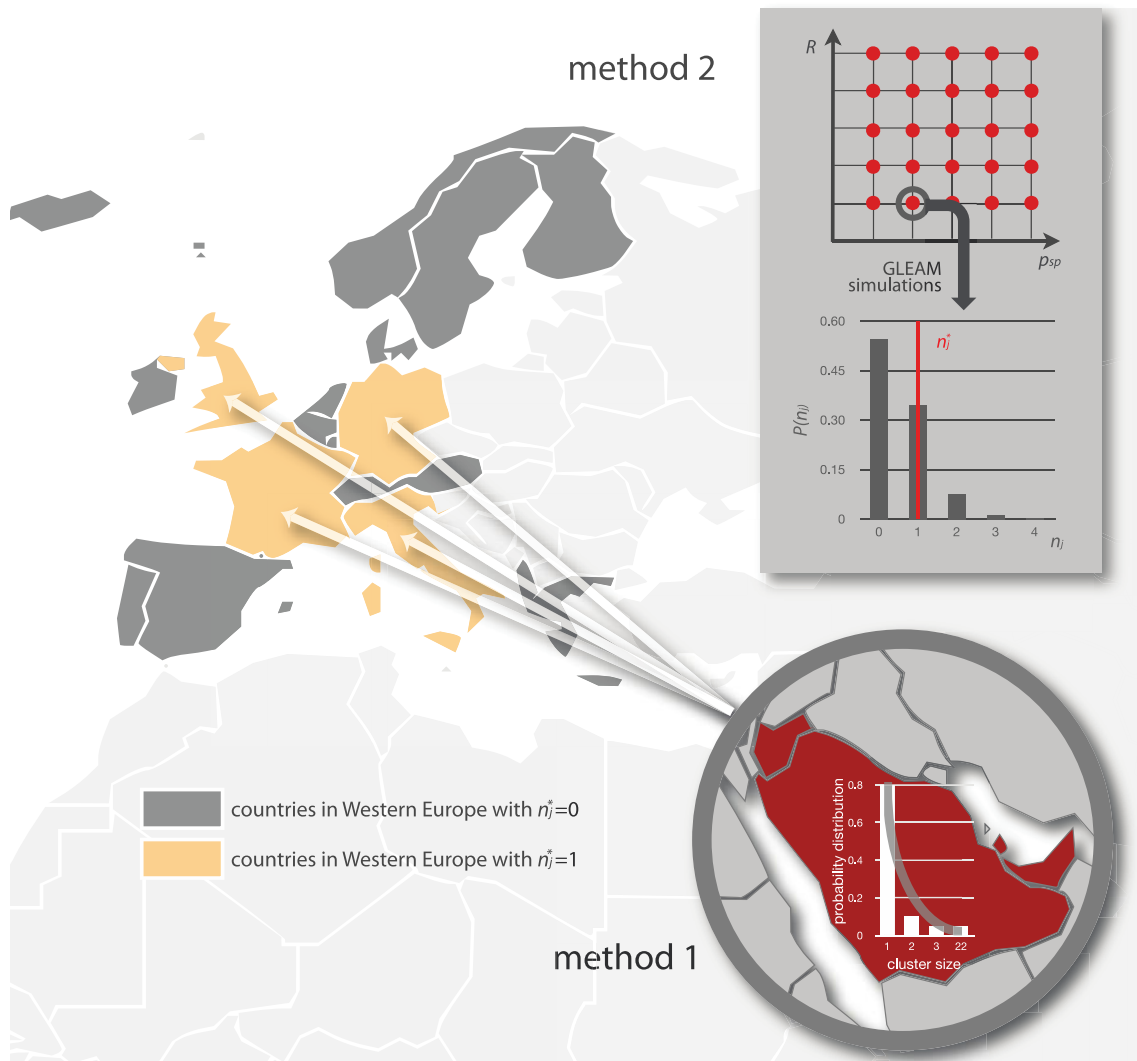 method 2
R
p_sp
GLEAM
simulations
0.60
n*_j
0.45
P(n_j)
0.30
0.15
0
0 1 2 3 4 n_j
countries in Western Europe with n*_j=0
countries in Western Europe with n*_j=1
method 1
probability distribution
0.8
0.6
0.4
0.2
0
1 2 3 22
cluster size